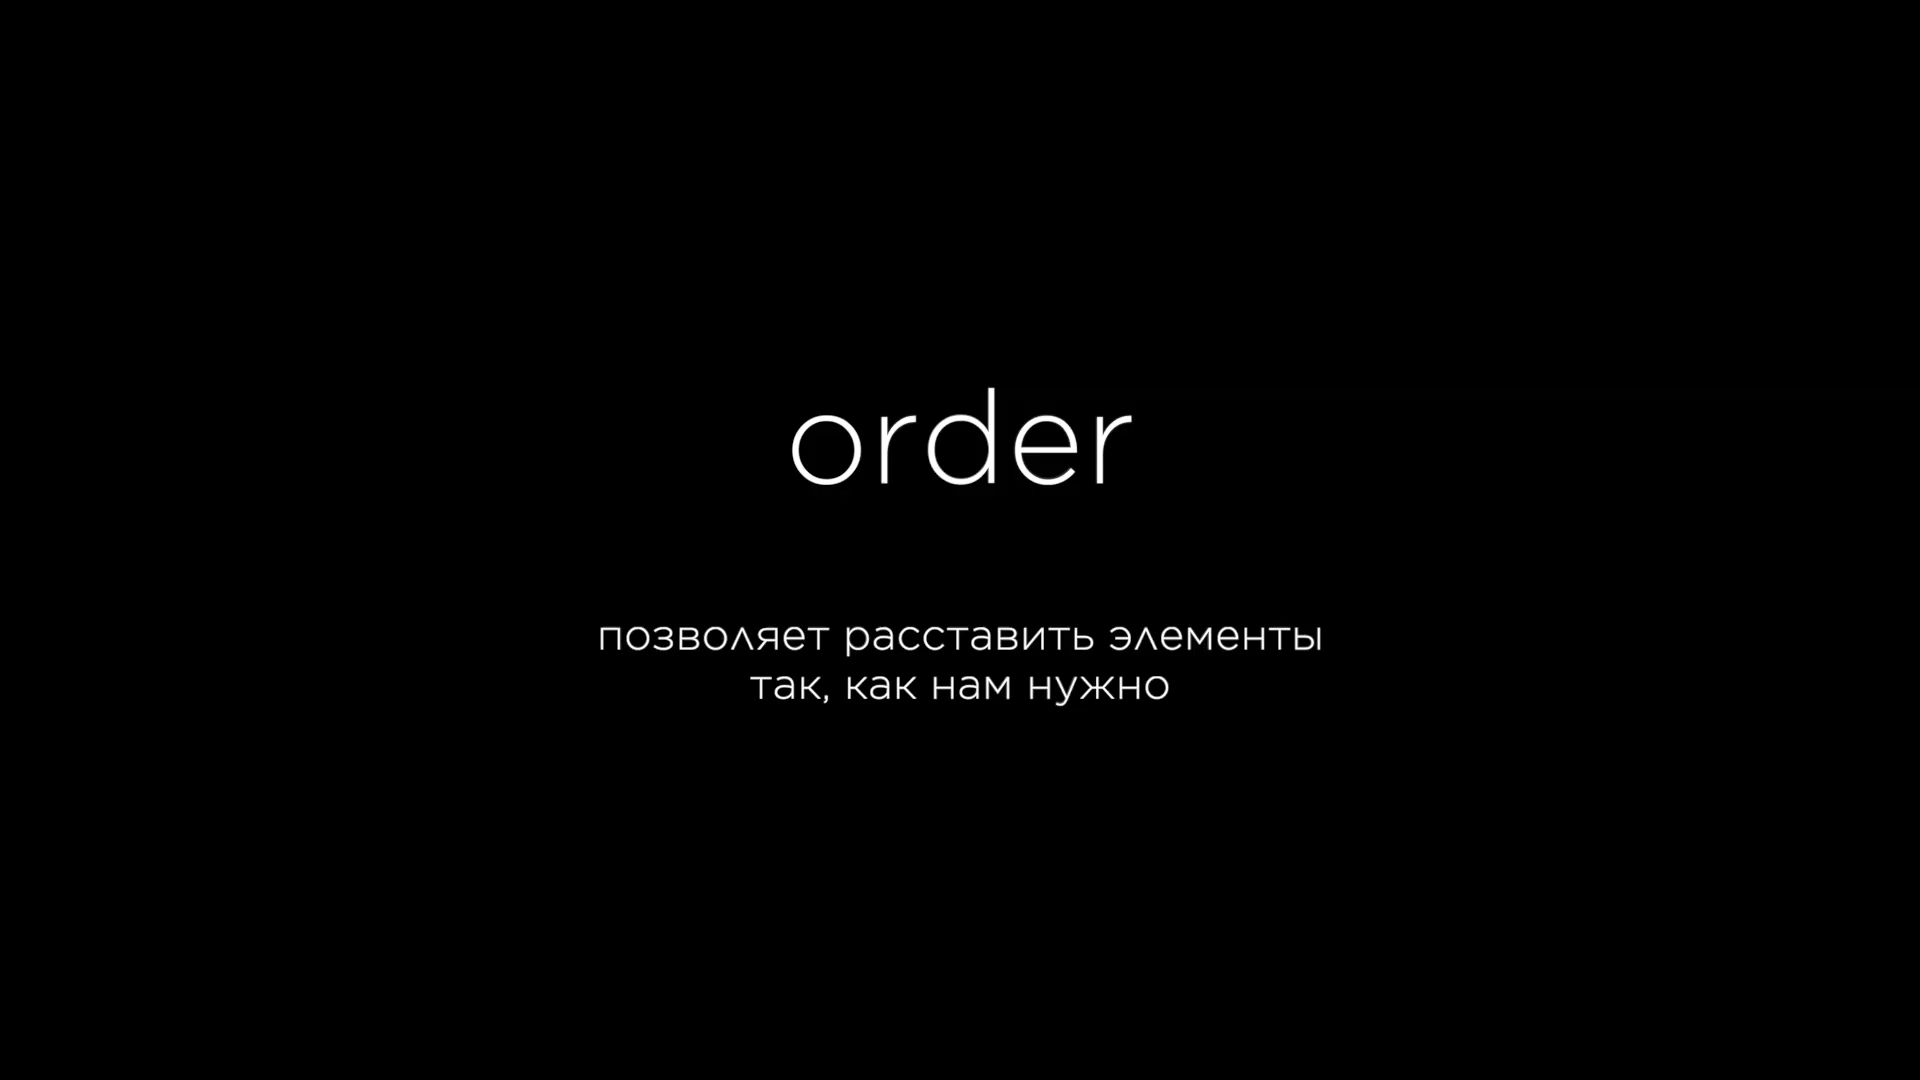 order
позволяет расставить элементы
так, как нам нужно